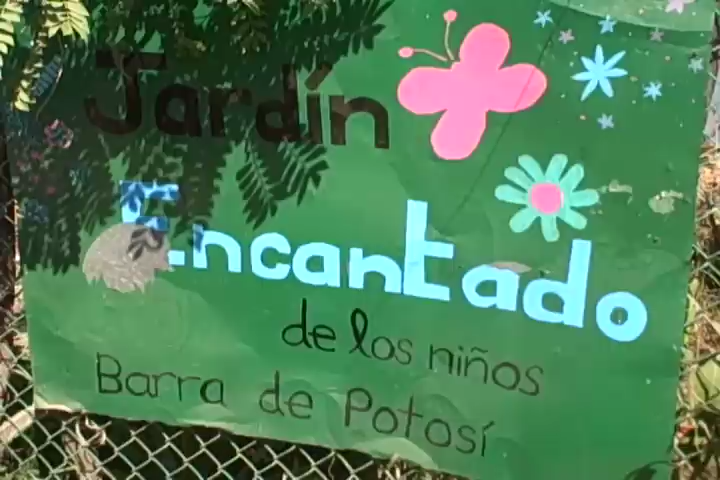 Jardín
Encantado
de los niños
Barra de Potosí